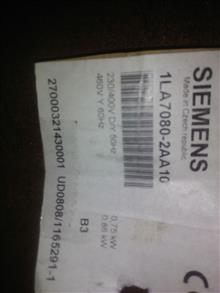 SIEMENS
Made in Czech republic
1LA7080-2AA10
230/400V D/Y 50Hz 0,75 kW
460V Y 60Hz 0,86 kW
B3
27000321430001 UD0808/1165291-1